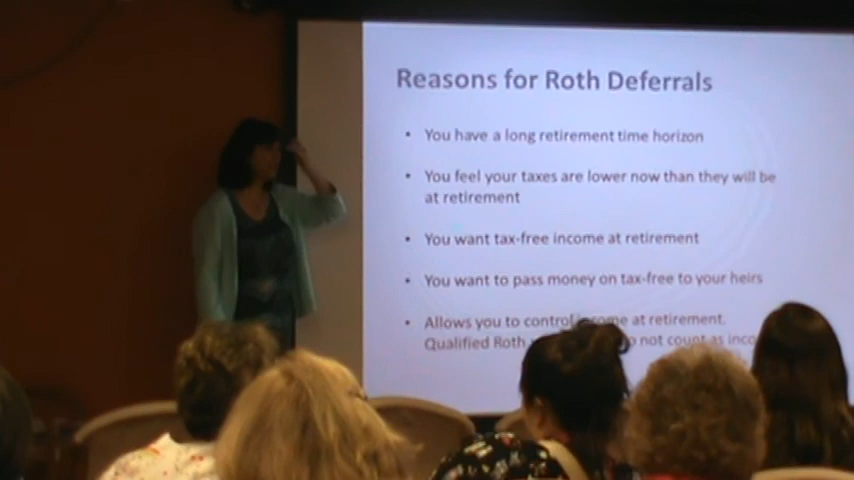 Reasons for Roth Deferrals
• You have a long retirement time horizon
• You feel your taxes are lower now than they will be
at retirement
• You want tax-free income at retirement
• You want to pass money on tax-free to your heirs
• Allows you to control income at retirement.
Qualified Roth not count as